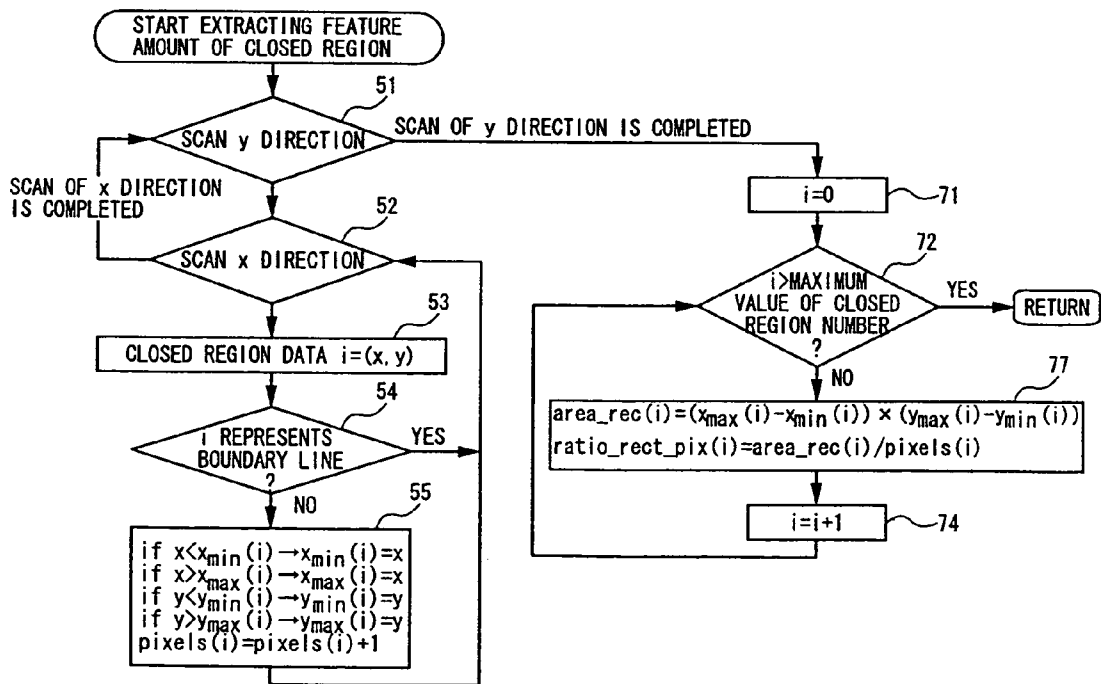 START EXTRACTING FEATURE
AMOUNT OF CLOSED REGION
51
SCAN y DIRECTION
SCAN OF y DIRECTION IS COMPLETED
SCAN OF x DIRECTION
IS COMPLETED
52
SCAN x DIRECTION
53
CLOSED REGION DATA i=(x,y)
54
i REPRESENTS
BOUNDARY LINE
?
YES
NO
55
if x<xmin(i)→xmin(i)=x
if x>xmax(i)→xmax(i)=x
if y<ymin(i)→ymin(i)=y
if y>ymax(i)→ymax(i)=y
pixels(i)=pixels(i)+1
i=0
71
72
i>MAXIMUM
VALUE OF CLOSED
REGION NUMBER
?
YES
RETURN
NO
77
area_rec(i)=(xmax(i)-xmin(i))×(ymax(i)-ymin(i))
ratio_rect_pix(i)=area_rec(i)/pixels(i)
i=i+1
74